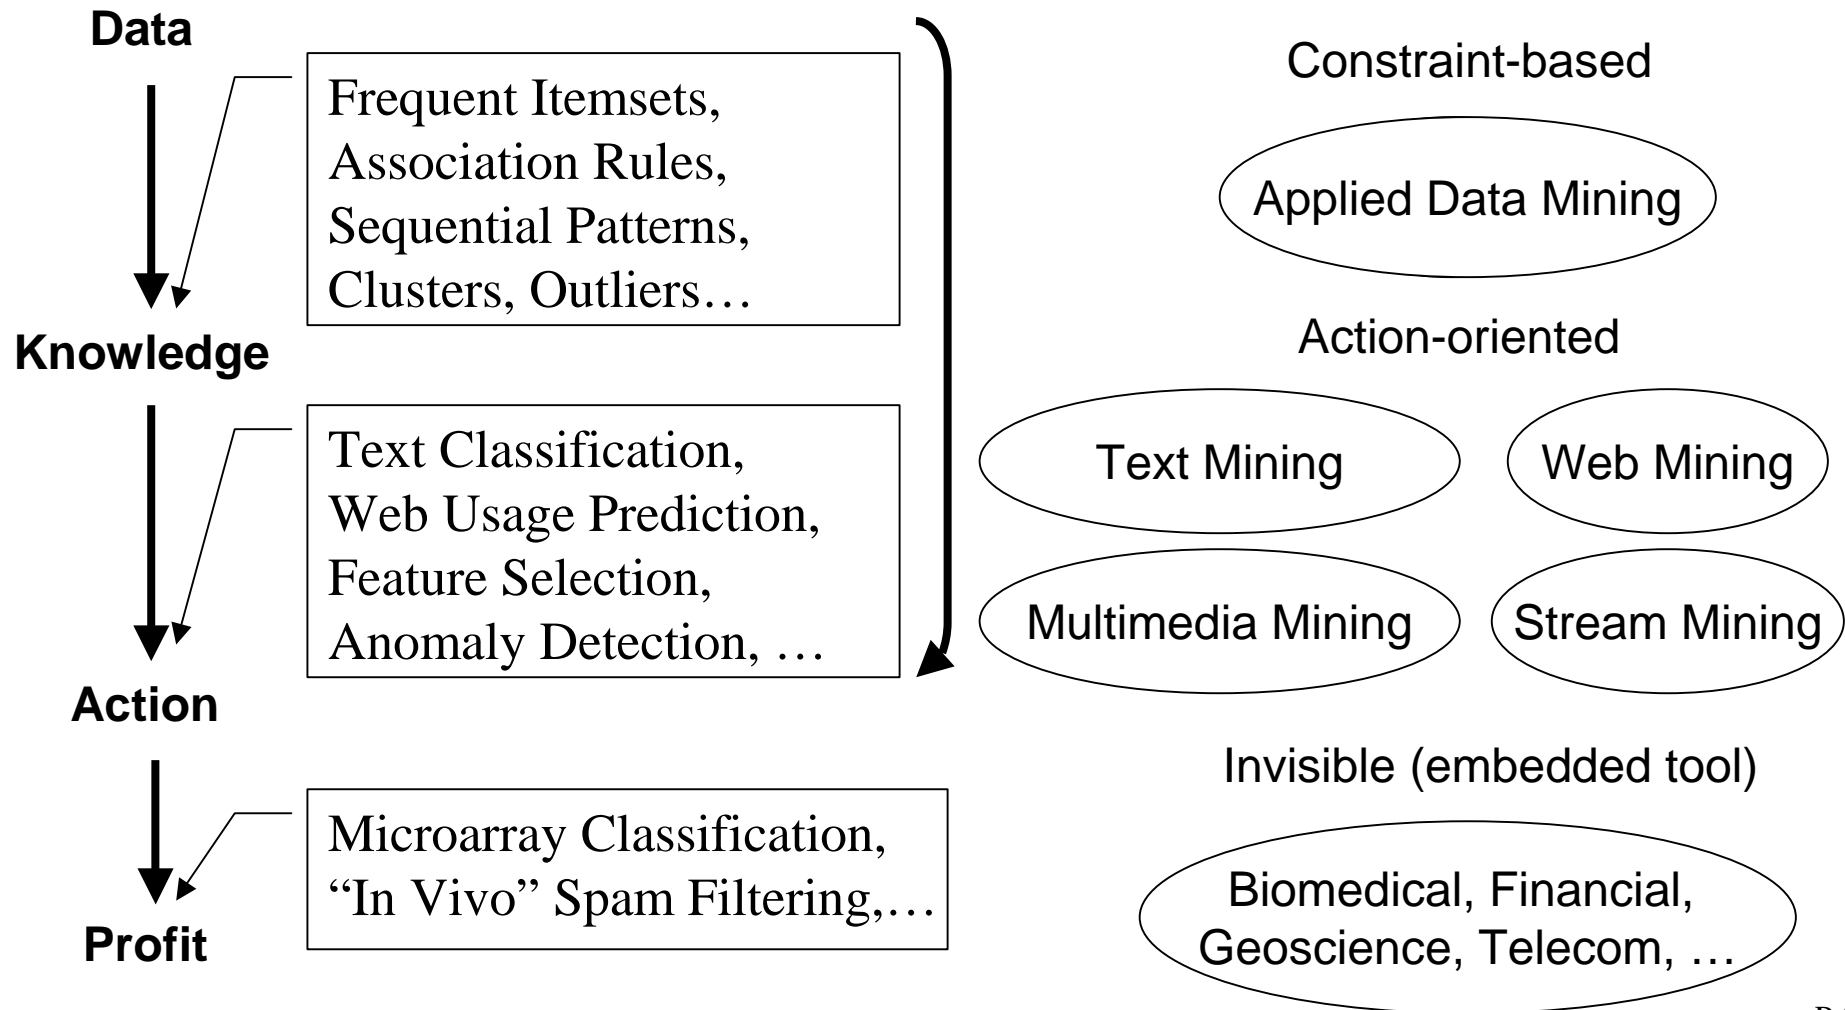 Data
Frequent Itemsets,
Association Rules,
Sequential Patterns,
Clusters, Outliers…
Knowledge
Text Classification,
Web Usage Prediction,
Feature Selection,
Anomaly Detection, …
Action
Microarray Classification,
“In Vivo” Spam Filtering,…
Profit
Constraint-based
Applied Data Mining
Action-oriented
Text Mining
Web Mining
Multimedia Mining
Stream Mining
Invisible (embedded tool)
Biomedical, Financial,
Geoscience, Telecom, …